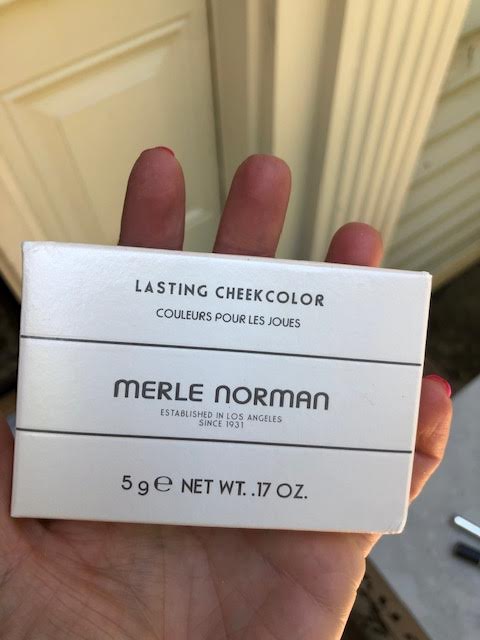 LASTING CHEEKCOLOR
COULEURS POUR LES JOUES
MERLE NORMAN
ESTABLISHED IN LOS ANGELES
SINCE 1931
5 g ℮ NET WT. .17 OZ.